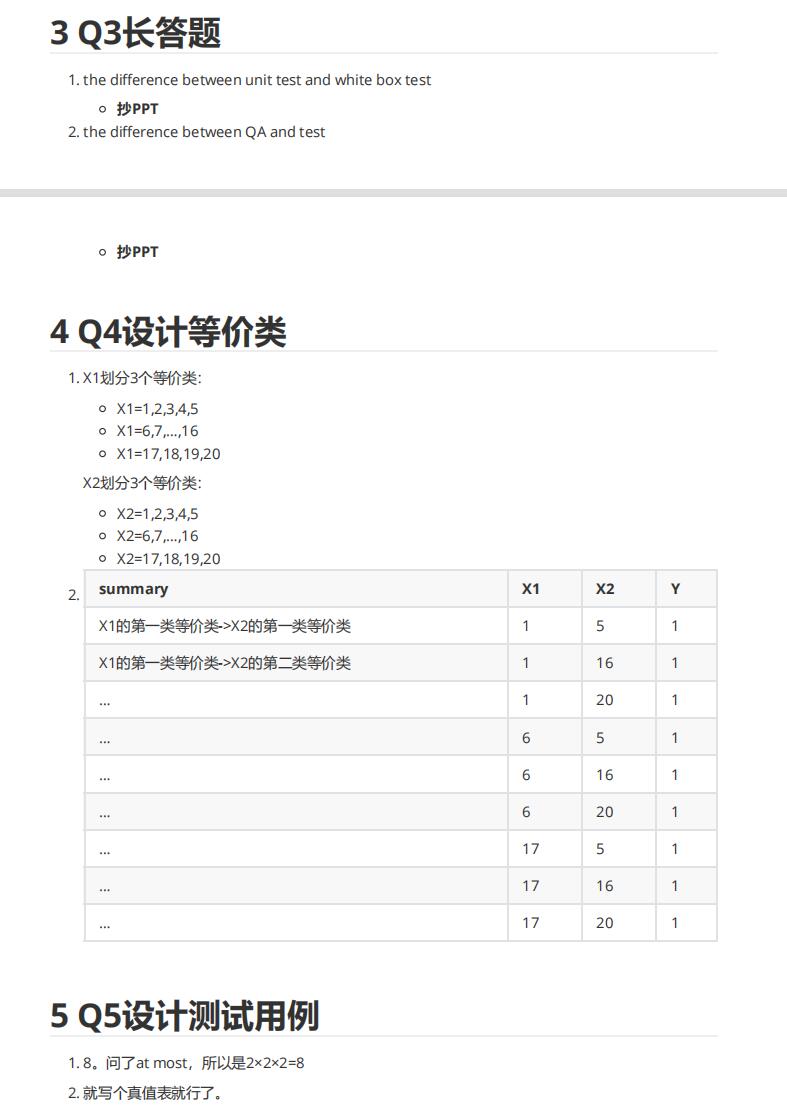 3 Q3长答题
1. the difference between unit test and white box test
抄PPT
2. the difference between QA and test
抄PPT
4 Q4设计等价类
1. X1划分3个等价类:
X1=1,2,3,4,5
X1=6,7,...,16
X1=17,18,19,20
X2划分3个等价类:
X2=1,2,3,4,5
X2=6,7,...,16
X2=17,18,19,20
2. summary X1 X2 Y
X1的第一类等价类->X2的第一类等价类 1 5 1
X1的第一类等价类->X2的第二类等价类 1 16 1
... 1 20 1
... 6 5 1
... 6 16 1
... 6 20 1
... 17 5 1
... 17 16 1
... 17 20 1
5 Q5设计测试用例
1. 8。问了at most，所以是2×2×2=8
2. 就写个真值表就行了。